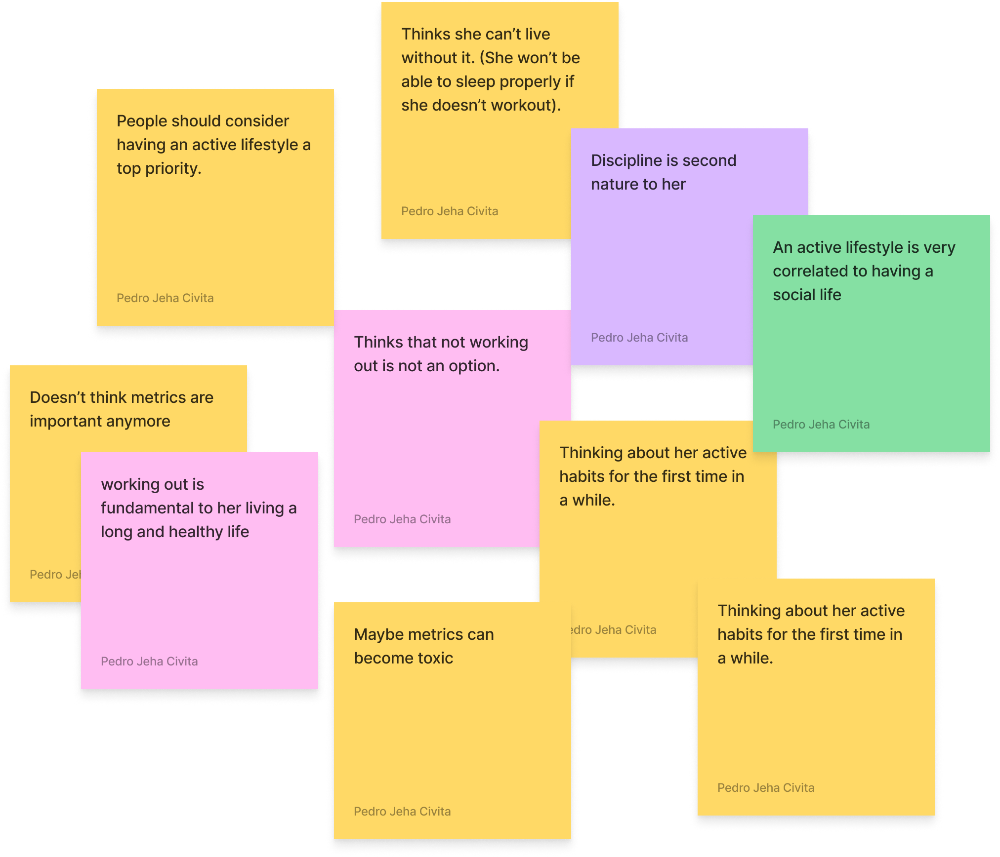 Thinks she can’t live
without it. (She won’t be
able to sleep properly if
she doesn’t workout).
Pedro Jeha Civita
People should consider
having an active lifestyle a
top priority.
Pedro Jeha Civita
Discipline is second
nature to her
Pedro Jeha Civita
An active lifestyle is very
correlated to having a
social life
Pedro Jeha Civita
Thinks that not working
out is not an option.
Pedro Jeha Civita
Doesn’t think metrics are
important anymore
Pedro
working out is
fundamental to her living a
long and healthy life
Pedro Jeha Civita
Thinking about her active
habits for the first time in
a while.
Jeha Civita
Maybe metrics can
become toxic
Pedro Jeha Civita
Thinking about her active
habits for the first time in
a while.
Pedro Jeha Civita